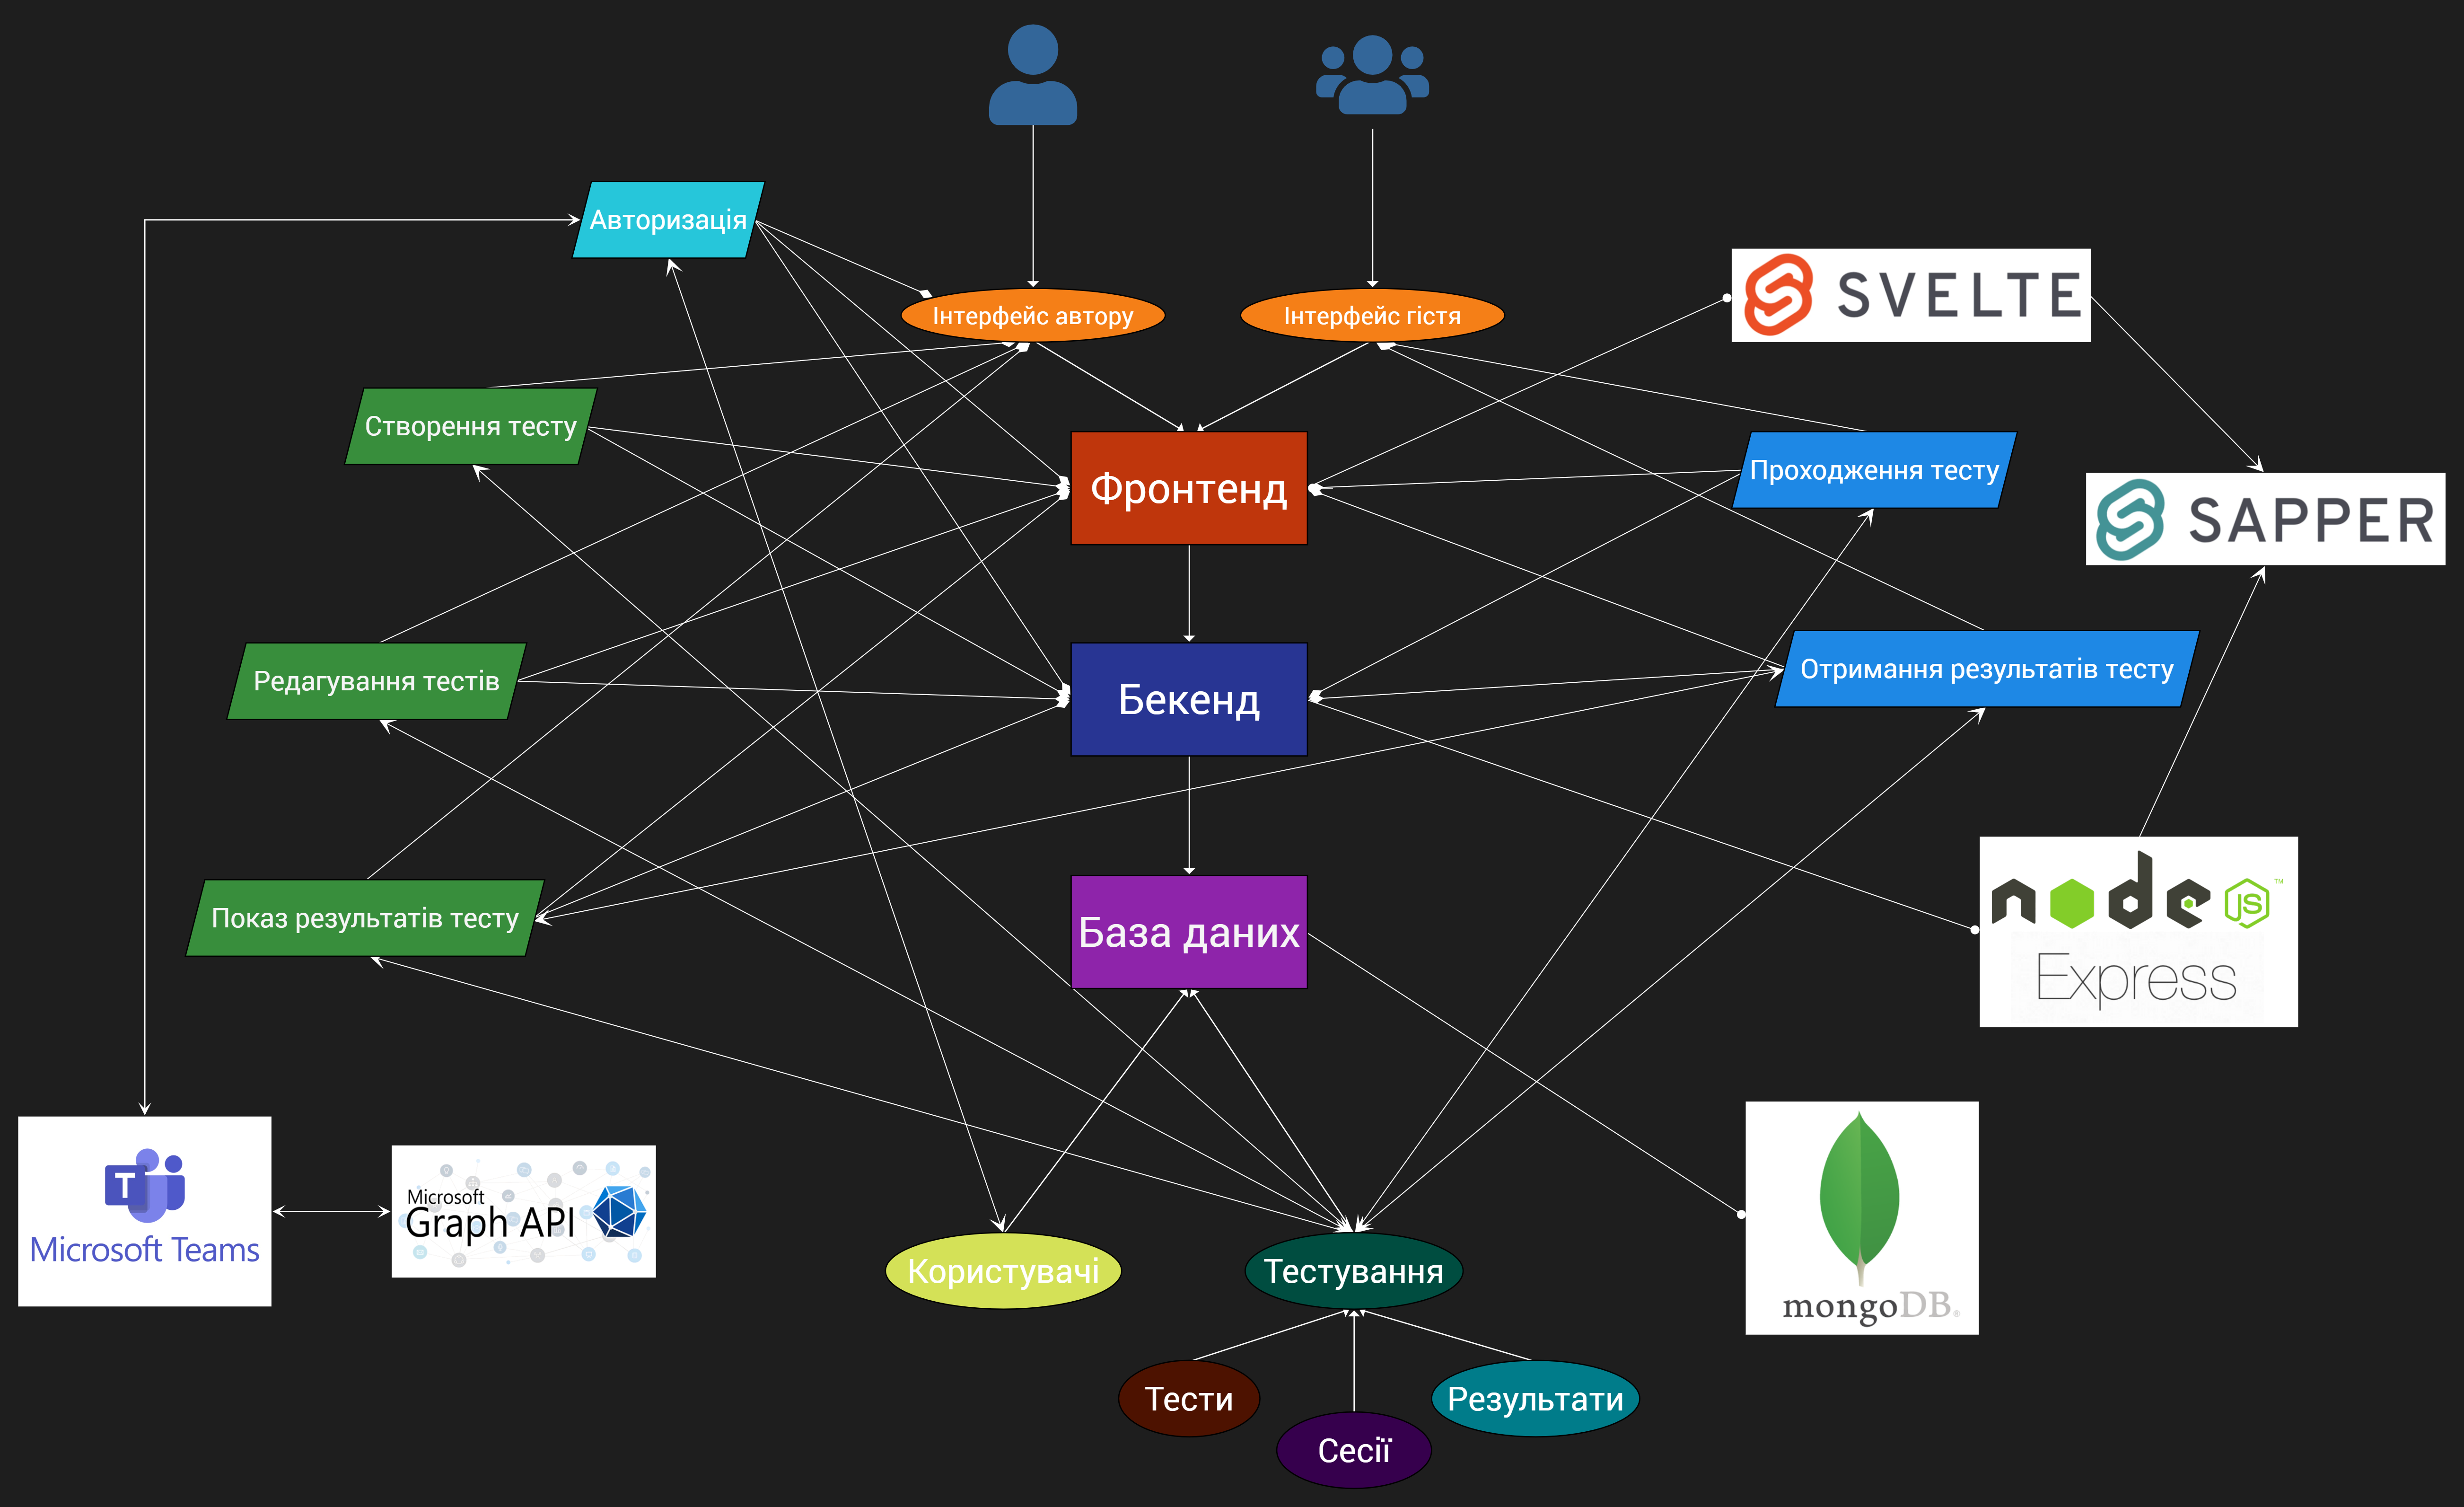 Авторизація
Інтерфейс автору
Інтерфейс гістя
SVELTE
Створення тесту
Фронтенд
Проходження тесту
SAPPER
Редагування тестів
Бекенд
Отримання результатів тесту
Показ результатів тесту
База даних
node JS ™
Express
T
Microsoft Teams
Microsoft
Graph API
Користувачі
Тестування
mongoDB®
Тести
Результати
Сесії